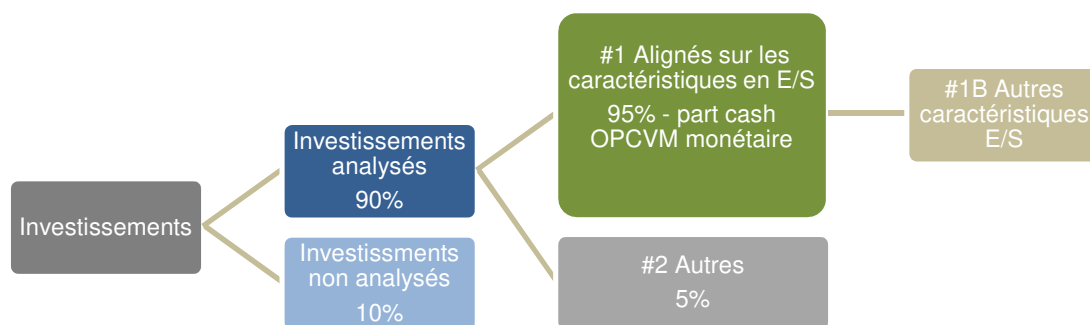 Investissements
Investissements
analysés
90%
Investissments
non analysés
10%
#1 Alignés sur les
caractéristiques en E/S
95% - part cash
OPCVM monétaire
#2 Autres
5%
#1B Autres
caractéristiques
E/S